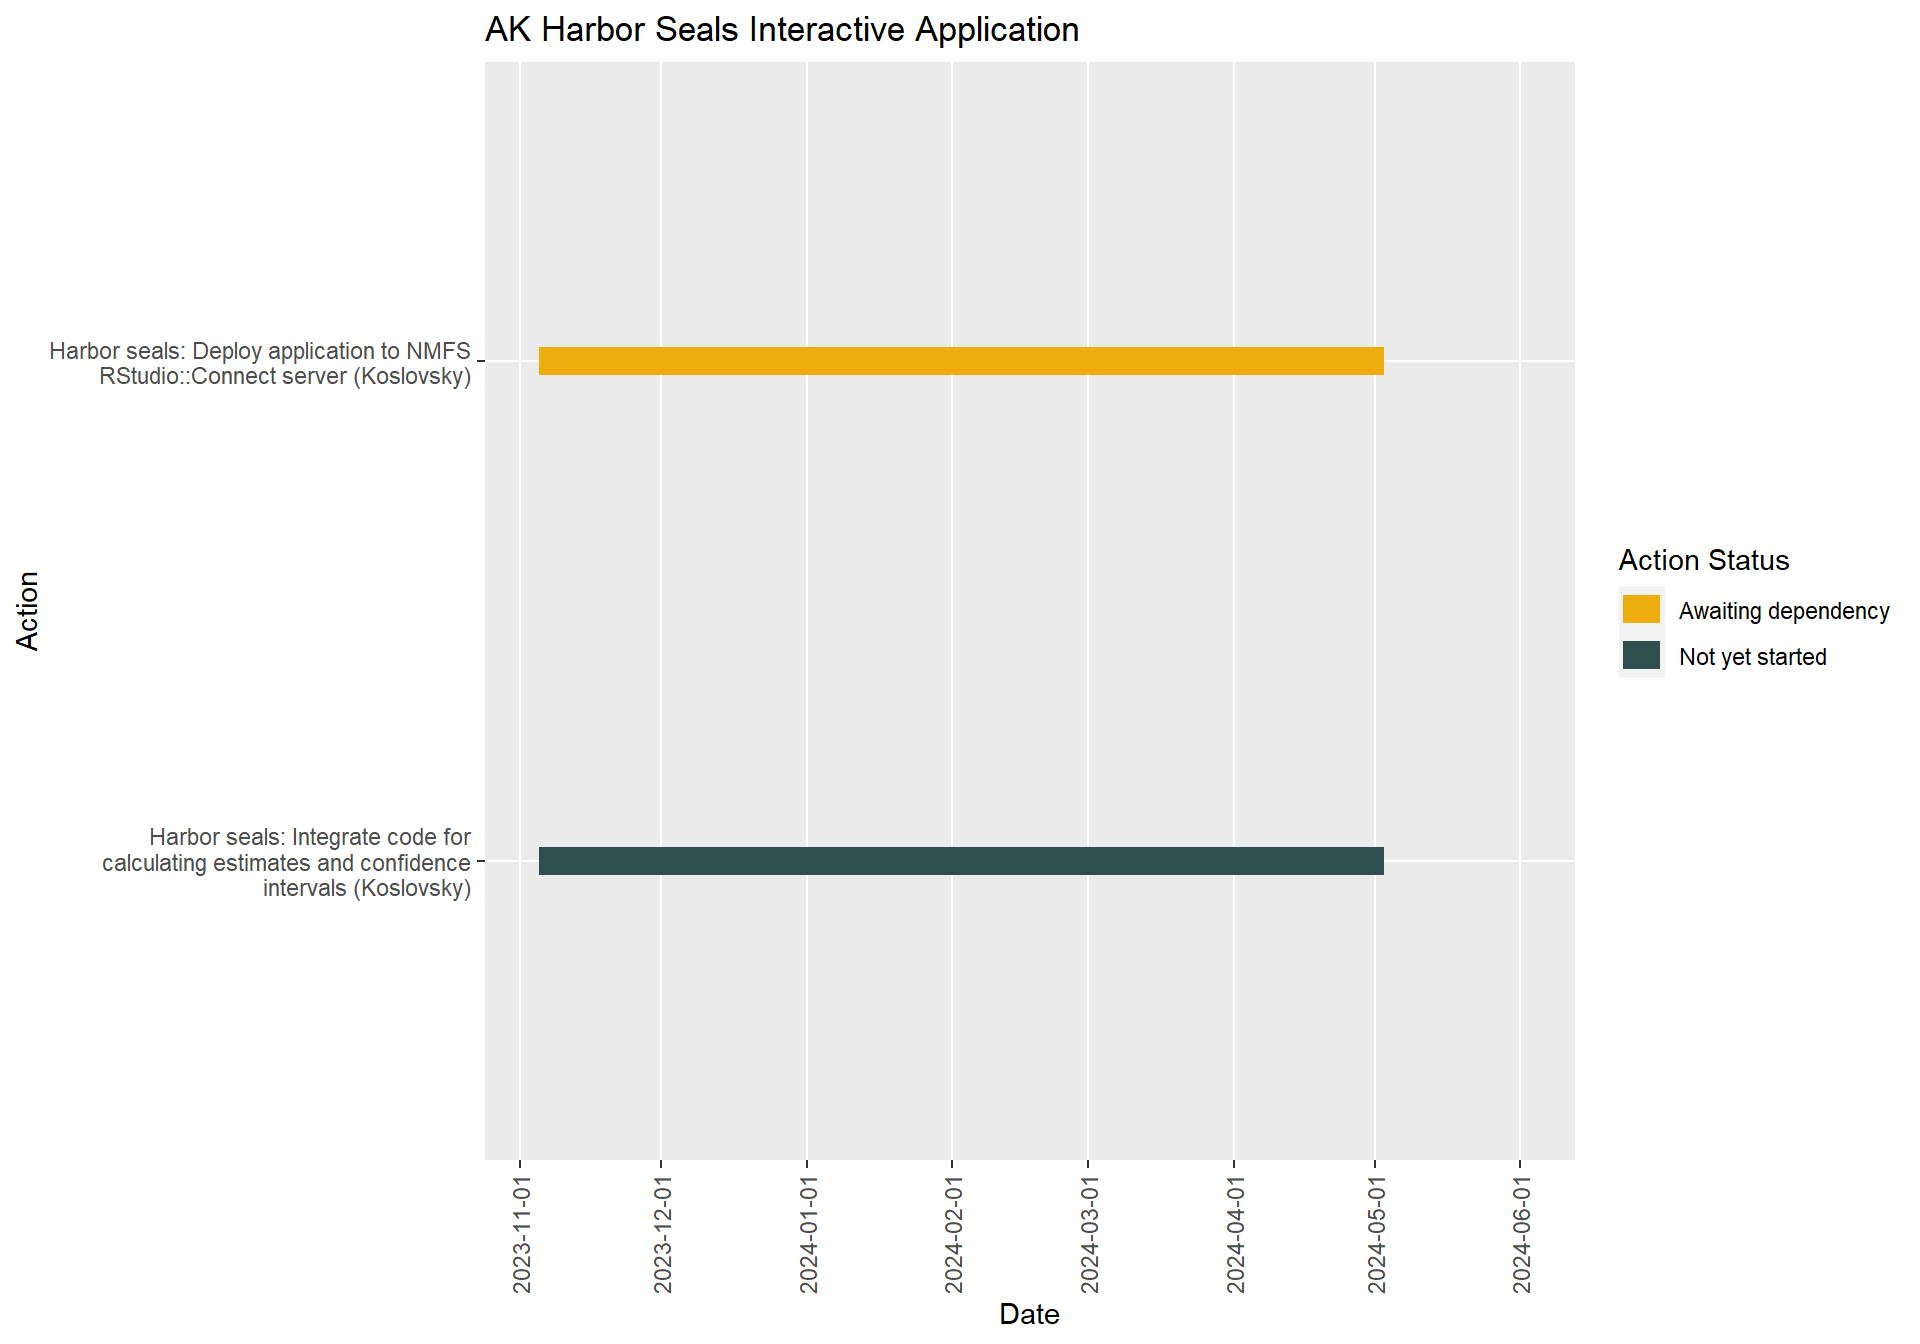 AK Harbor Seals Interactive Application
Action
Harbor seals: Deploy application to NMFS
RStudio::Connect server (Koslovsky)
Harbor seals: Integrate code for
calculating estimates and confidence
intervals (Koslovsky)
2023-11-01
2023-12-01
2024-01-01
2024-02-01
2024-03-01
2024-04-01
2024-05-01
2024-06-01
Date
Action Status
Awaiting dependency
Not yet started